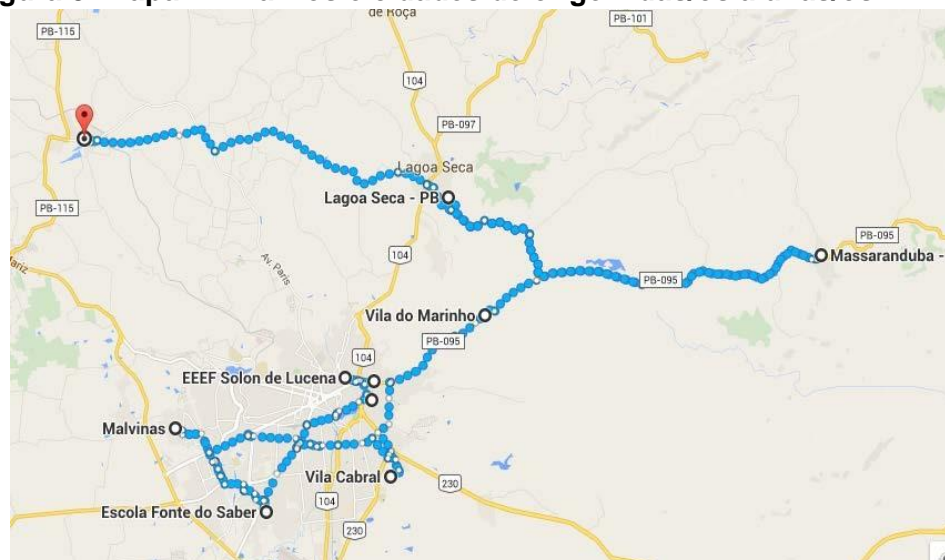 de Roça
PB-101
PB-115
104
PB-097
Lagoa Seca
Lagoa Seca - PB
PB-115
PB-095
104
Massaranduba -
Av. Paris
PB-095
Vila do Marinho
PB-095
104
EEEF Solon de Lucena
Malvinas
Vila Cabral
230
104
Escola Fonte do Saber
230